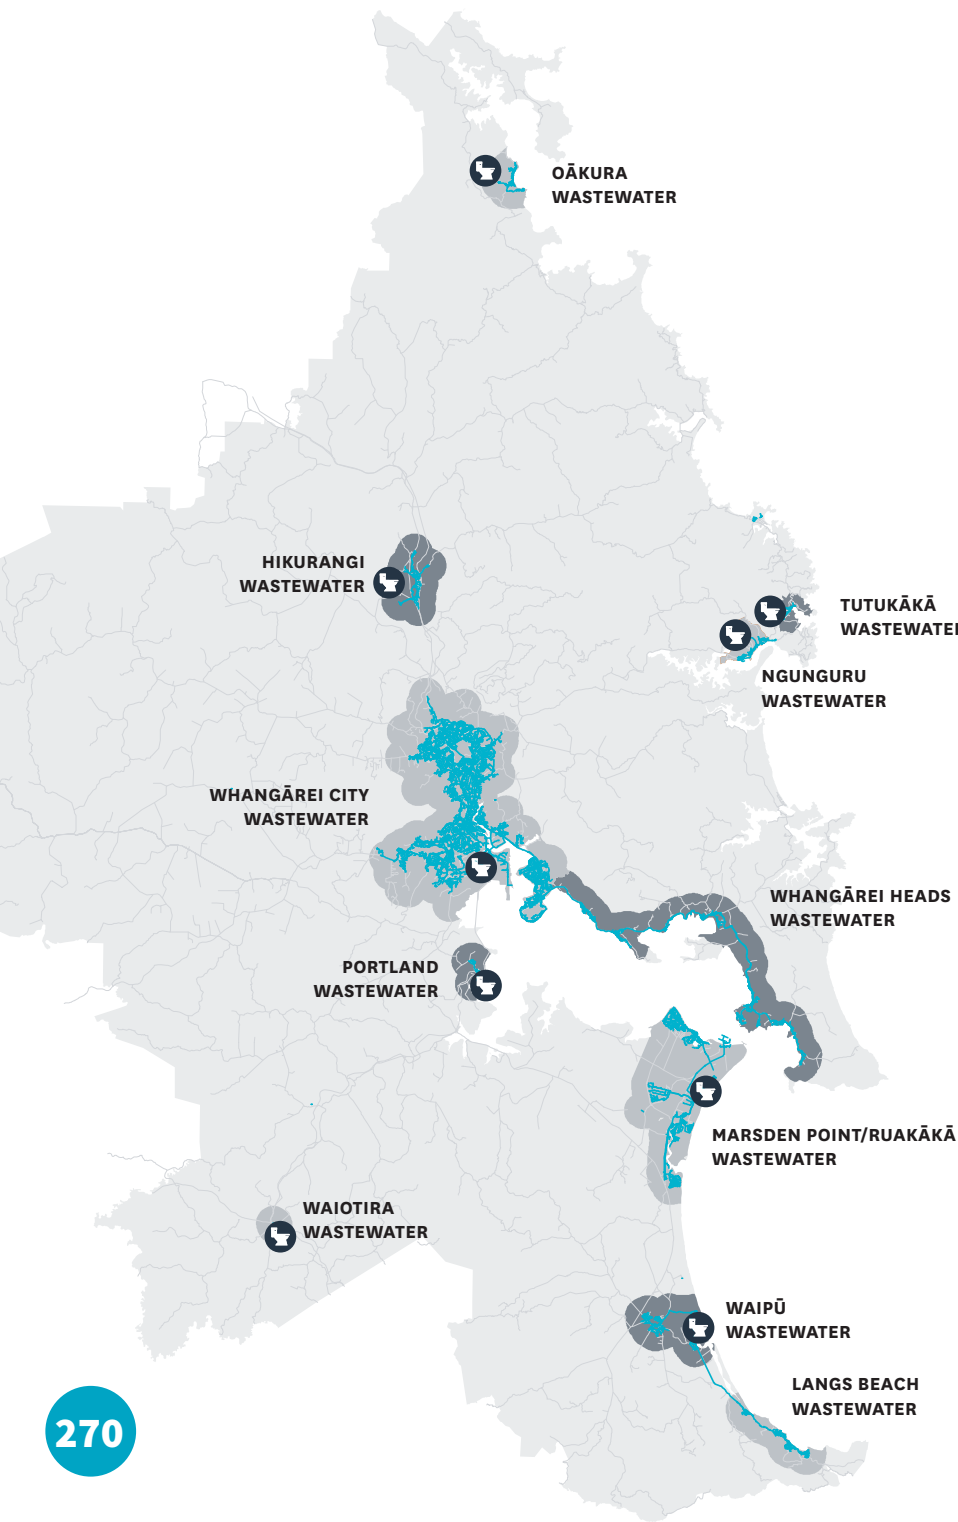 OĀKURA
WASTEWATER
HIKURANGI
WASTEWATER
TUTUKĀKĀ
WASTEWATER
NGUNGURU
WASTEWATER
WHANGĀREI CITY
WASTEWATER
WHANGĀREI HEADS
WASTEWATER
PORTLAND
WASTEWATER
MARSDEN POINT/RUAKĀKĀ
WASTEWATER
WAIOTIRA
WASTEWATER
WAIPŪ
WASTEWATER
LANGS BEACH
WASTEWATER
270